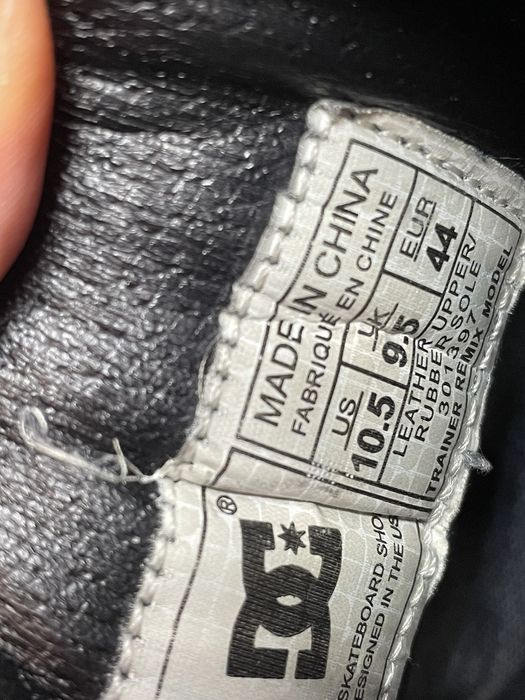 MADE IN CHINA
FABRIQUÉ EN CHINE
US
10.5
UK
9.5
EUR
44
LEATHER UPPER/
RUBBER SOLE
301397
TRAINER REMIX MODEL
®
DC
SKATEBOARD SHO
DESIGNED IN THE US